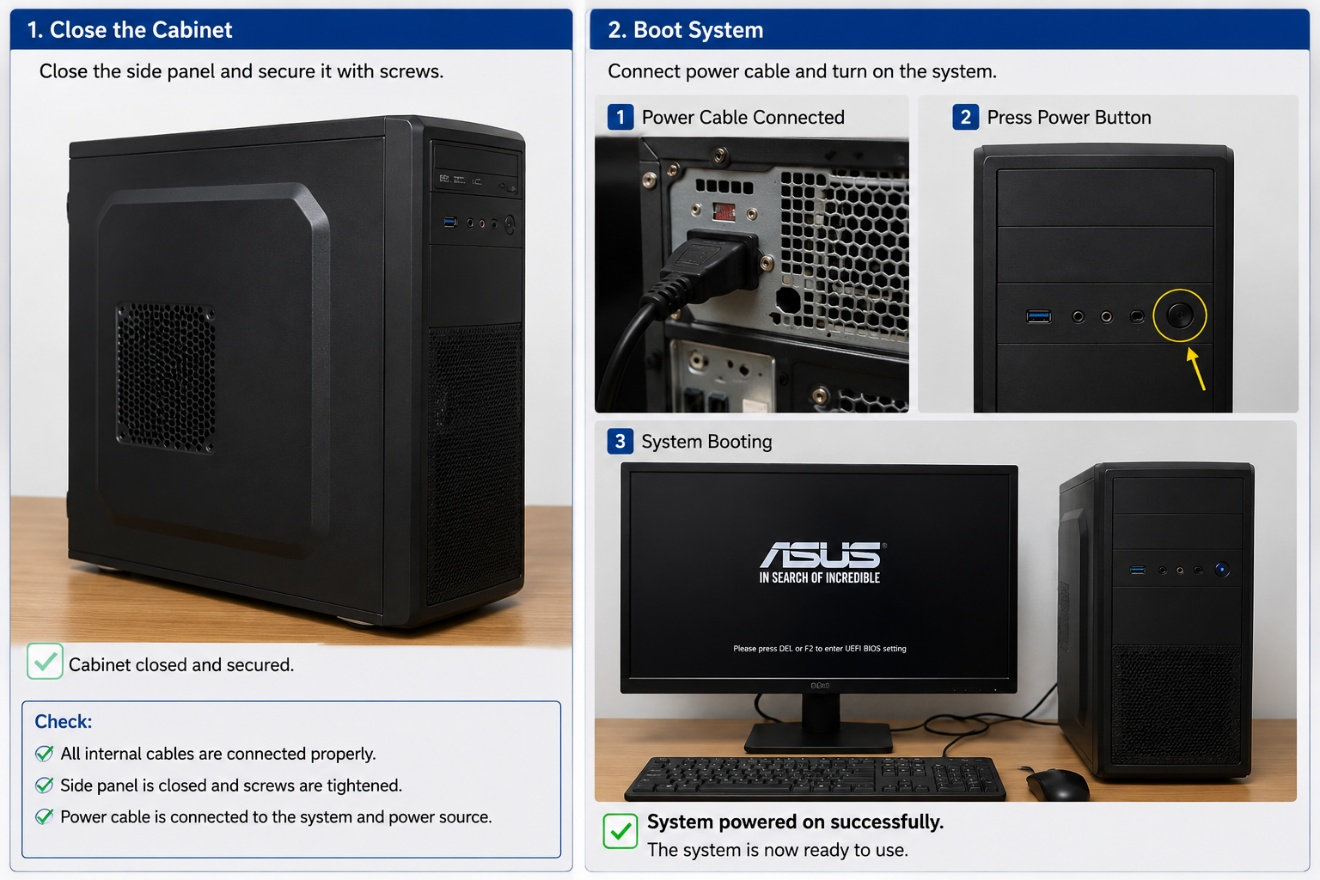 1. Close the Cabinet
Close the side panel and secure it with screws.
Cabinet closed and secured.
Check:
All internal cables are connected properly.
Side panel is closed and screws are tightened.
Power cable is connected to the system and power source.
2. Boot System
Connect power cable and turn on the system.
1 Power Cable Connected
2 Press Power Button
3 System Booting
ASUS
IN SEARCH OF INCREDIBLE
Please press DEL or F2 to enter UEFI BIOS setting
System powered on successfully.
The system is now ready to use.